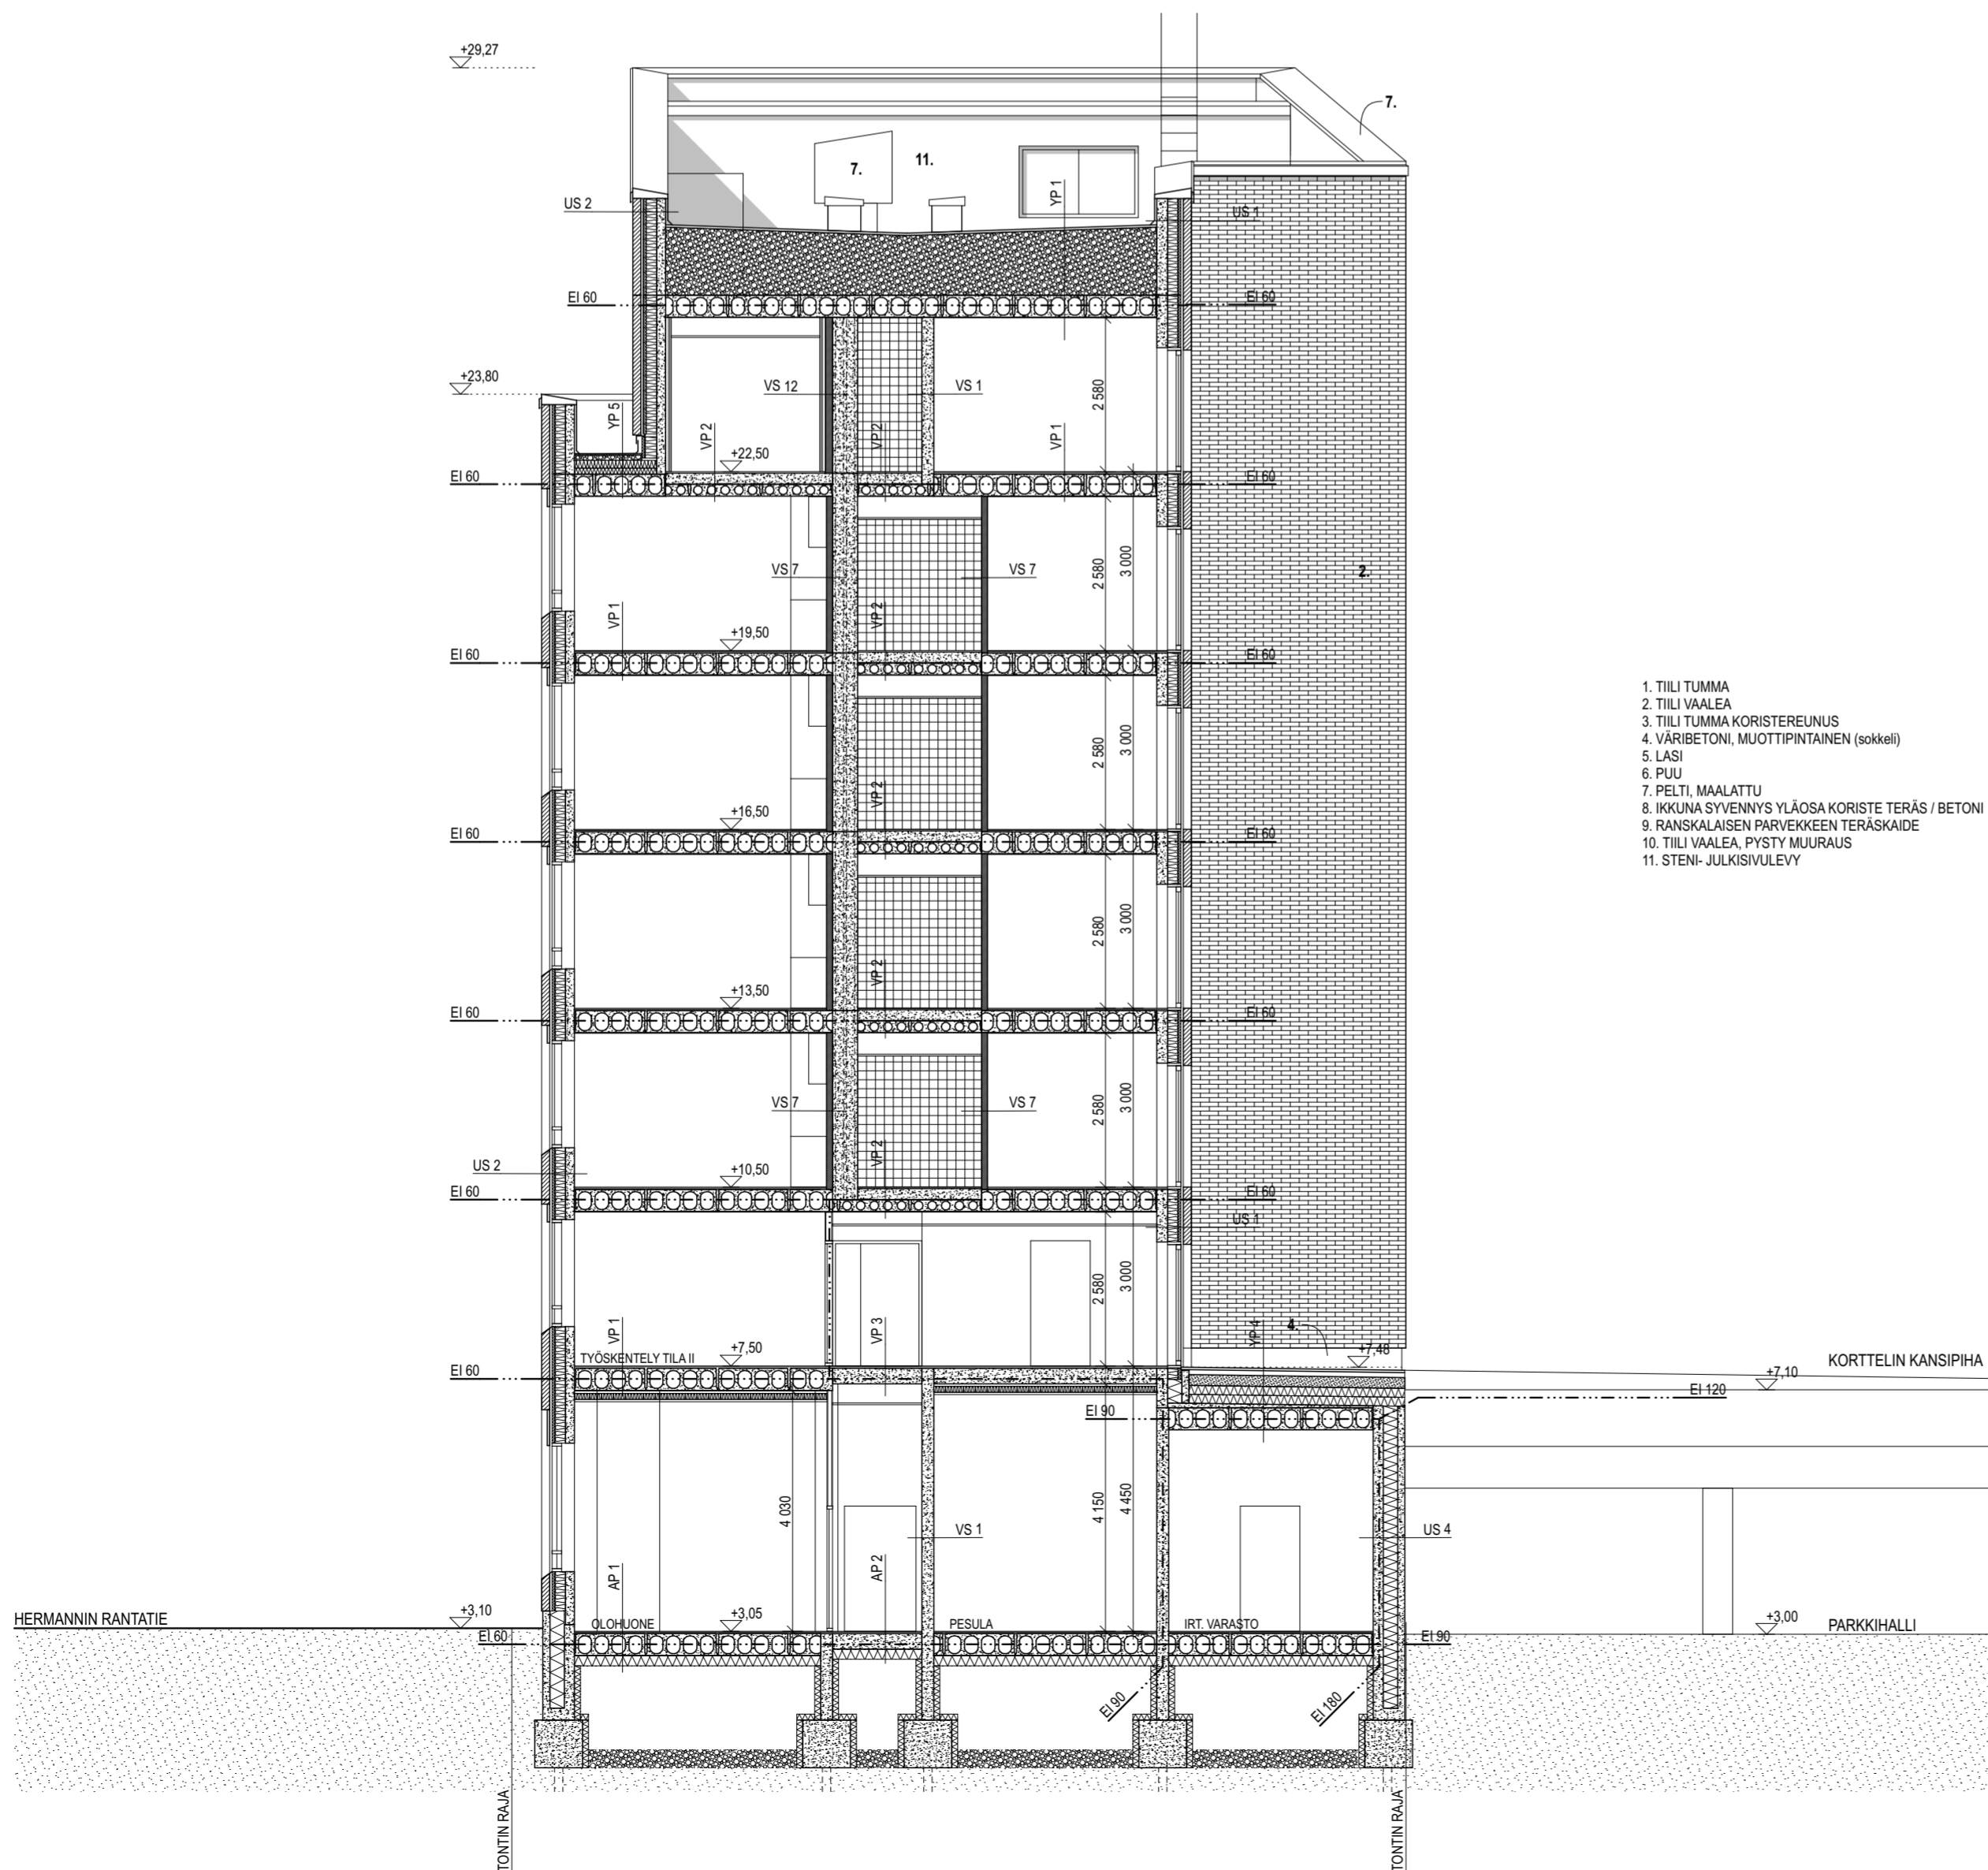 +29,27
7.
7.
11.
YP 1
US 2
US 1
EI 60
EI 60
+23,80
VS 12
VS 1
2 580
YP 5
VP 2
VP 2
VP 1
+22,50
EI 60
EI 60
VS 7
VS 7
2 580
3 000
2.
VP 1
VP 2
+19,50
EI 60
EI 60
1. TIILI TUMMA
2. TIILI VAALEA
3. TIILI TUMMA KORISTEREUNUS
4. VÄRIBETONI, MUOTTIPINTAINEN (sokkeli)
5. LASI
6. PUU
7. PELTI, MAALATTU
8. IKKUNA SYVENNYS YLÄOSA KORISTE TERÄS / BETONI
9. RANSKALAISEN PARVEKKEEN TERÄSKAIDE
10. TIILI VAALEA, PYSTY MUURAUS
11. STENI- JULKISIVULEVY
2 580
3 000
VP 2
+16,50
EI 60
EI 60
2 580
3 000
VP 2
+13,50
EI 60
EI 60
VS 7
VS 7
2 580
3 000
VP 2
US 2
+10,50
EI 60
EI 60
US 1
2 580
3 000
VP 1
VP 3
YP 4
4.
TYÖSKENTELY TILA II
+7,50
+7,48
KORTTELIN KANSIPIHA
EI 60
+7,10
EI 120
EI 90
4 030
4 150
4 450
VS 1
US 4
AP 1
AP 2
HERMANNIN RANTATIE
+3,10
OLOHUONE
+3,05
PESULA
IRT. VARASTO
+3,00
PARKKIHALLI
EI 60
EI 90
EI 90
EI 180
TONTIN RAJA
TONTIN RAJA